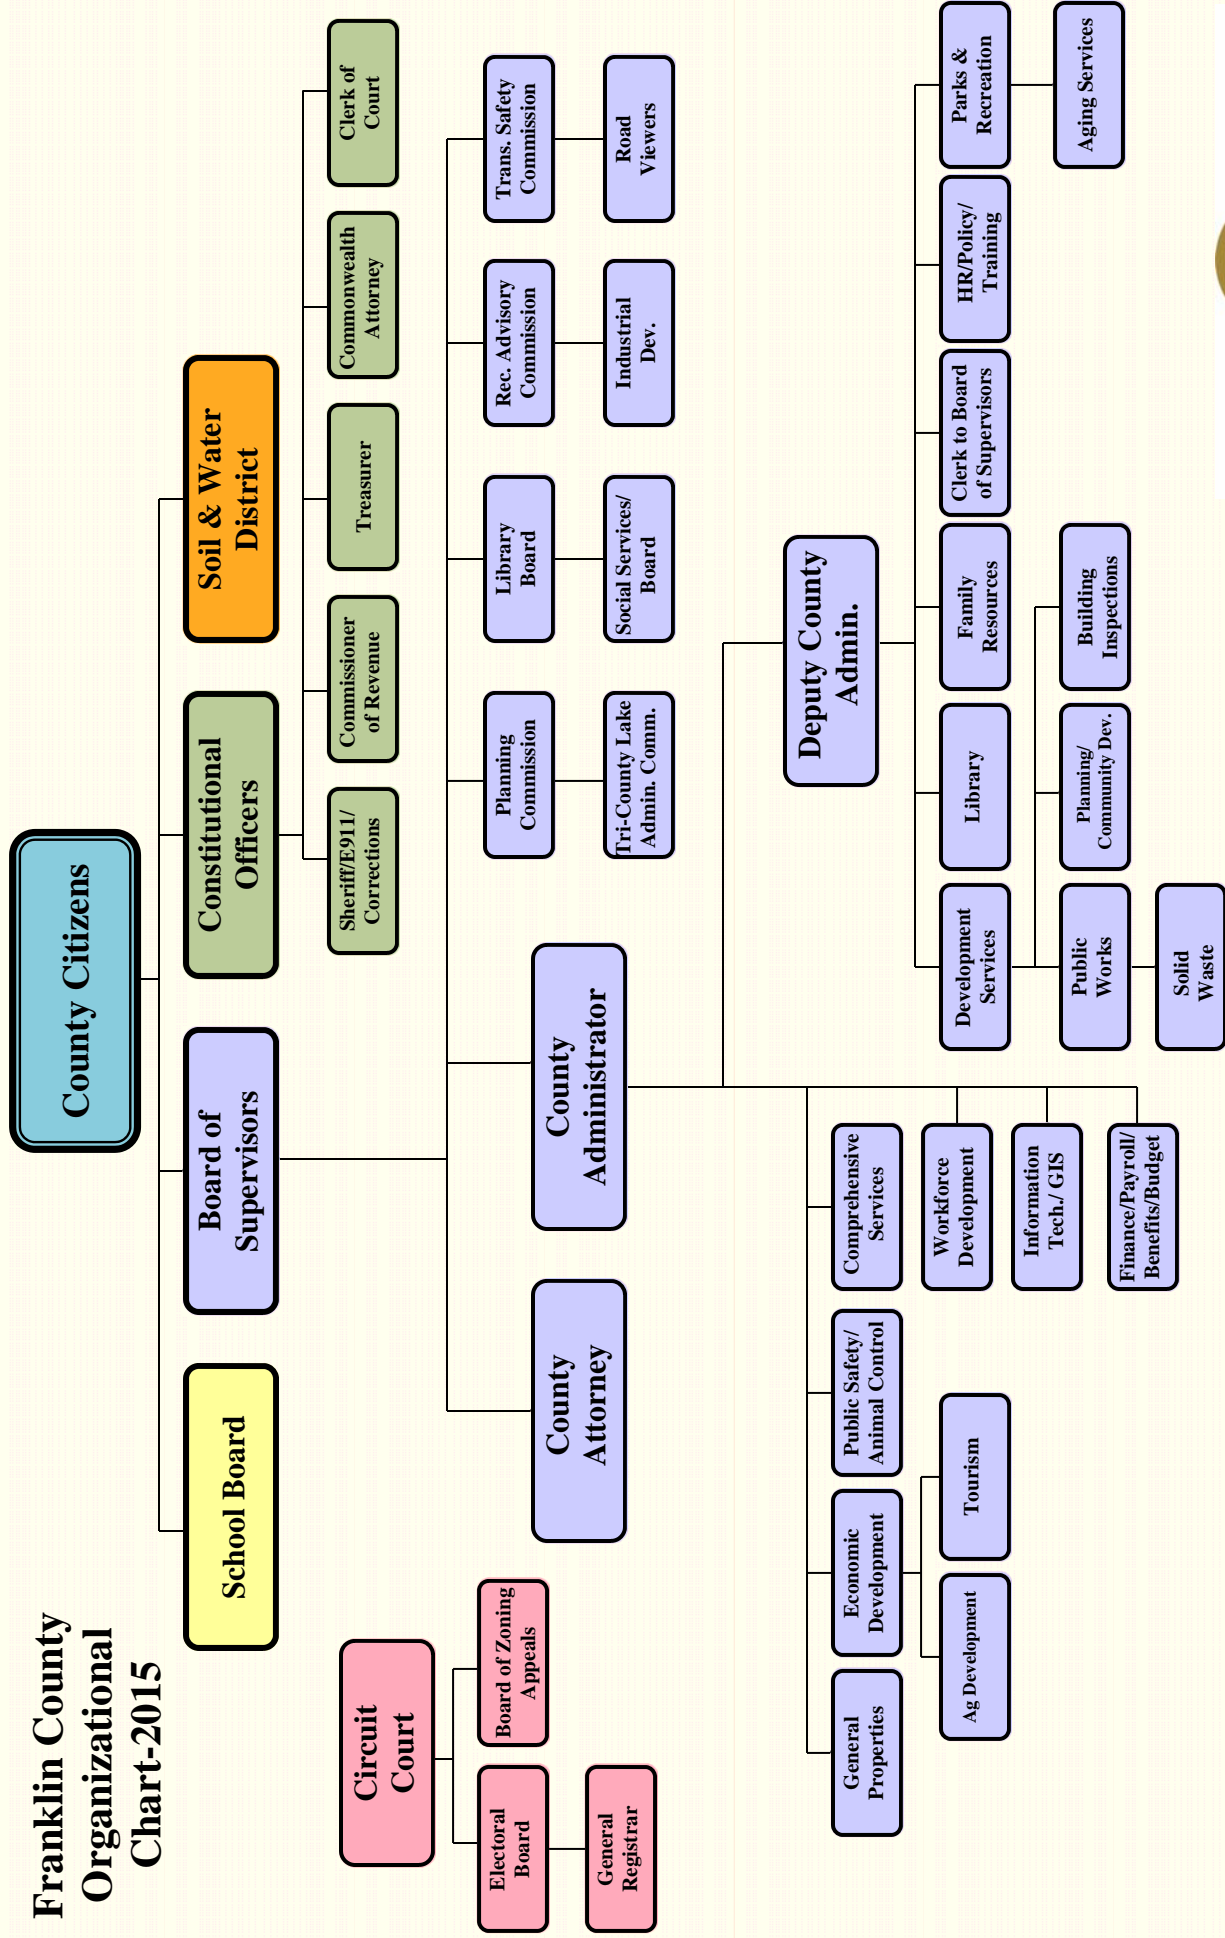 Franklin County
Organizational
Chart-2015
County Citizens
School Board
Board of
Supervisors
Constitutional
Officers
Soil & Water
District
Sheriff/E911/
Corrections
Commissioner
of Revenue
Treasurer
Commonwealth
Attorney
Clerk of
Court
Circuit
Court
Electoral
Board
Board of Zoning
Appeals
General
Registrar
Planning
Commission
Library
Board
Rec. Advisory
Commission
Trans. Safety
Commission
Tri-County Lake
Admin. Comm.
Social Services/
Board
Industrial
Dev.
Road
Viewers
County
Attorney
County
Administrator
Deputy County
Admin.
General
Properties
Economic
Development
Public Safety/
Animal Control
Comprehensive
Services
Workforce
Development
Information
Tech./ GIS
Finance/Payroll/
Benefits/Budget
Ag Development
Tourism
Development
Services
Library
Family
Resources
Clerk to Board
of Supervisors
HR/Policy/
Training
Parks &
Recreation
Public
Works
Planning/
Community Dev.
Building
Inspections
Aging Services
Solid
Waste